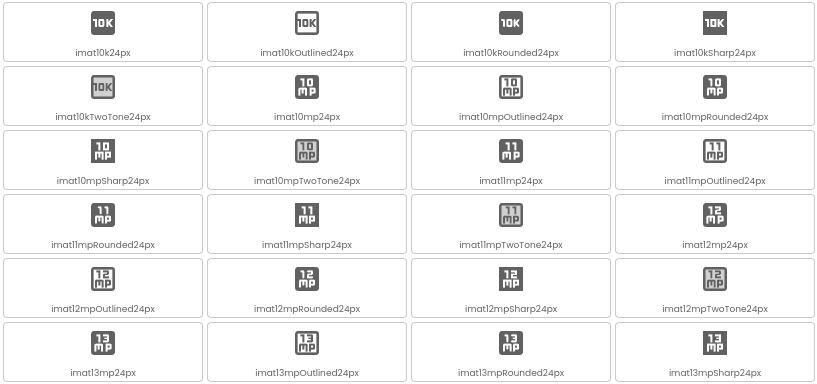 10K
10K
10K
10K
imat10k24px
imat10kOutlined24px
imat10kRounded24px
imat10kSharp24px
10K
10
MP
10
MP
10
MP
imat10kTwoTone24px
imat10mp24px
imat10mpOutlined24px
imat10mpRounded24px
10
MP
10
MP
11
MP
11
MP
imat10mpSharp24px
imat10mpTwoTone24px
imat11mp24px
imat11mpOutlined24px
11
MP
11
MP
11
MP
12
MP
imat11mpRounded24px
imat11mpSharp24px
imat11mpTwoTone24px
imat12mp24px
12
MP
12
MP
12
MP
12
MP
imat12mpOutlined24px
imat12mpRounded24px
imat12mpSharp24px
imat12mpTwoTone24px
13
MP
13
MP
13
MP
13
MP
imat13mp24px
imat13mpOutlined24px
imat13mpRounded24px
imat13mpSharp24px